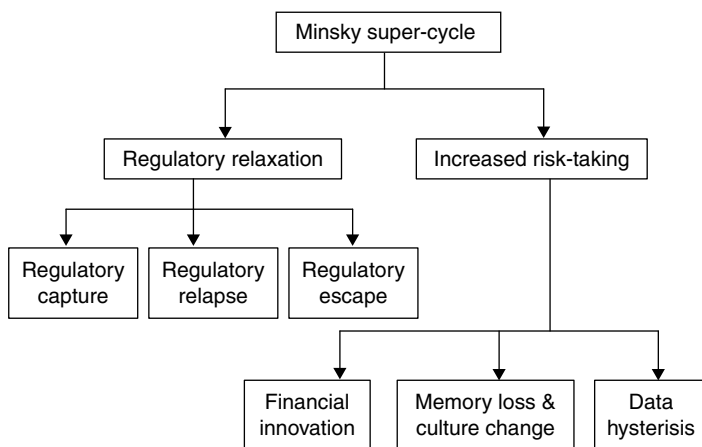 Minsky super-cycle
Regulatory relaxation
Increased risk-taking
Regulatory
capture
Regulatory
relapse
Regulatory
escape
Financial
innovation
Memory loss &
culture change
Data
hysterisis